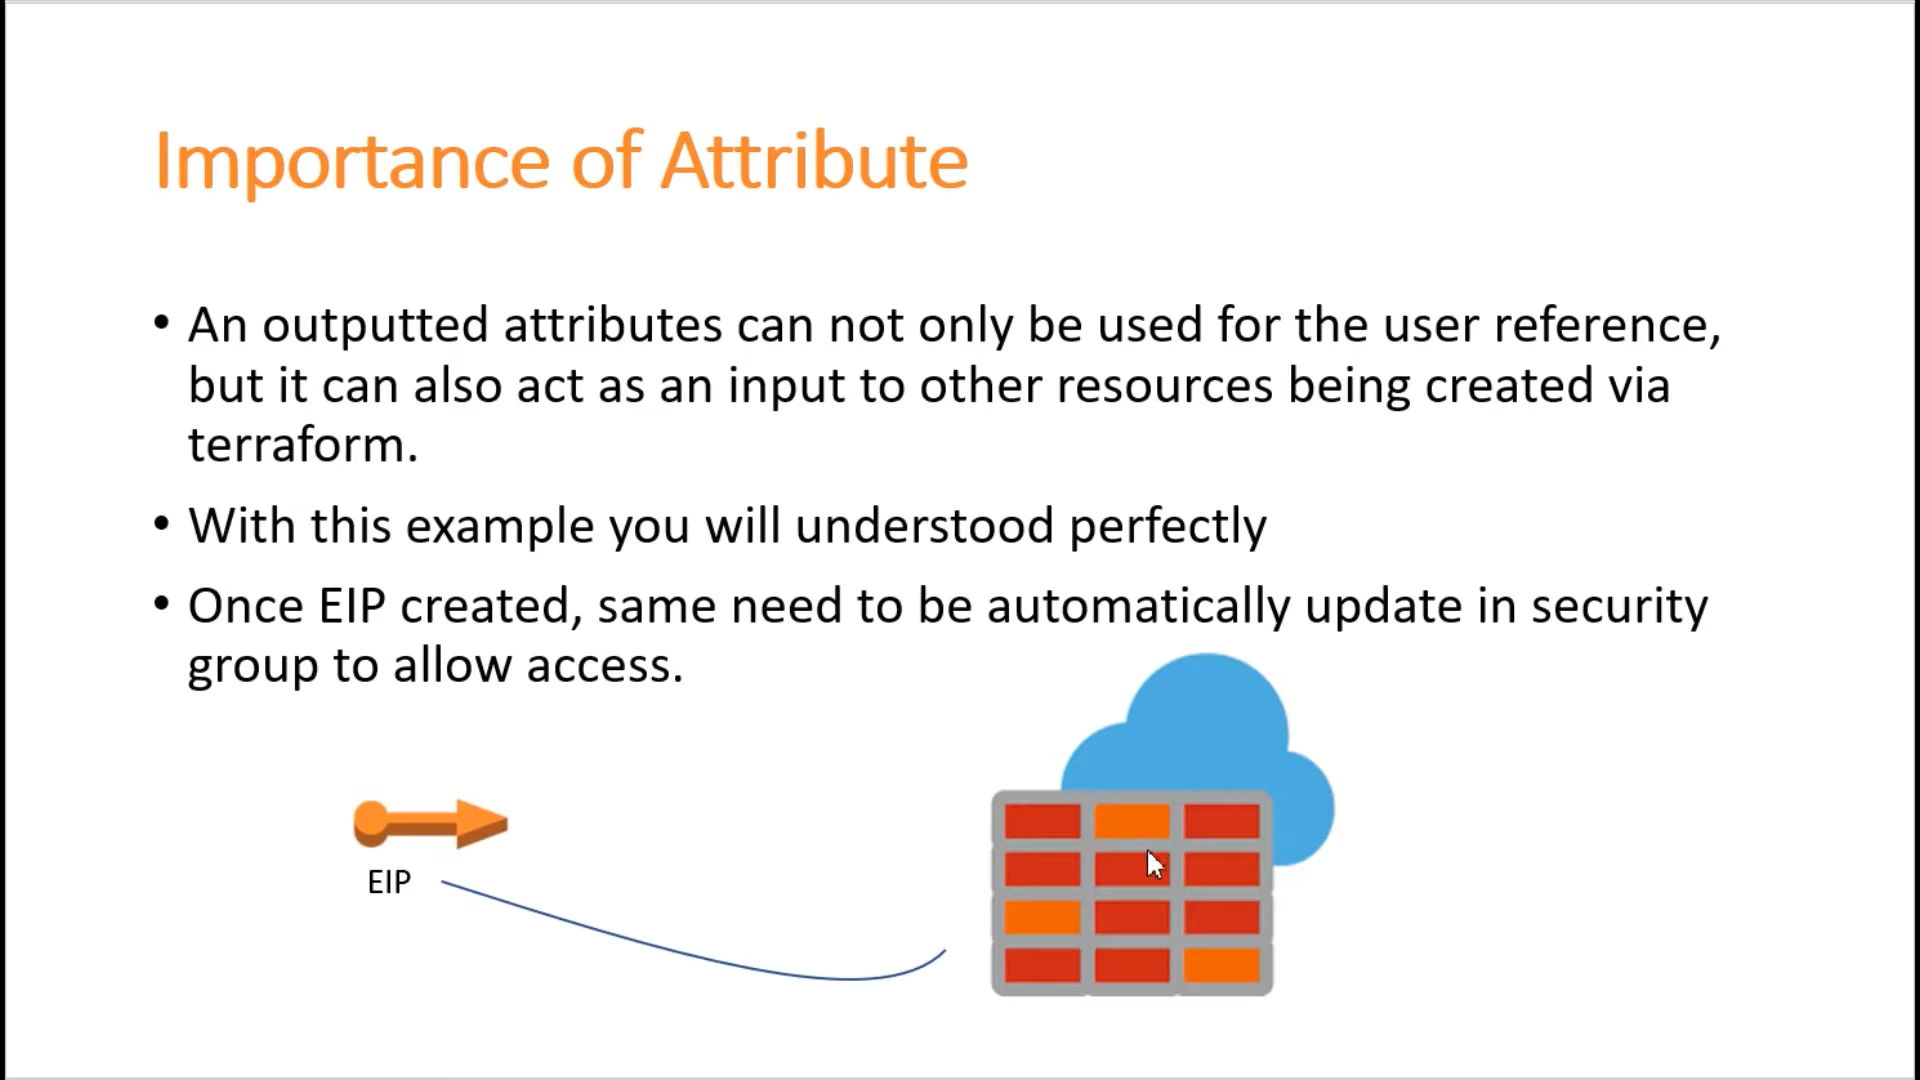 Importance of Attribute
• An outputted attributes can not only be used for the user reference,
but it can also act as an input to other resources being created via
terraform.
• With this example you will understood perfectly
• Once EIP created, same need to be automatically update in security
group to allow access.
EIP